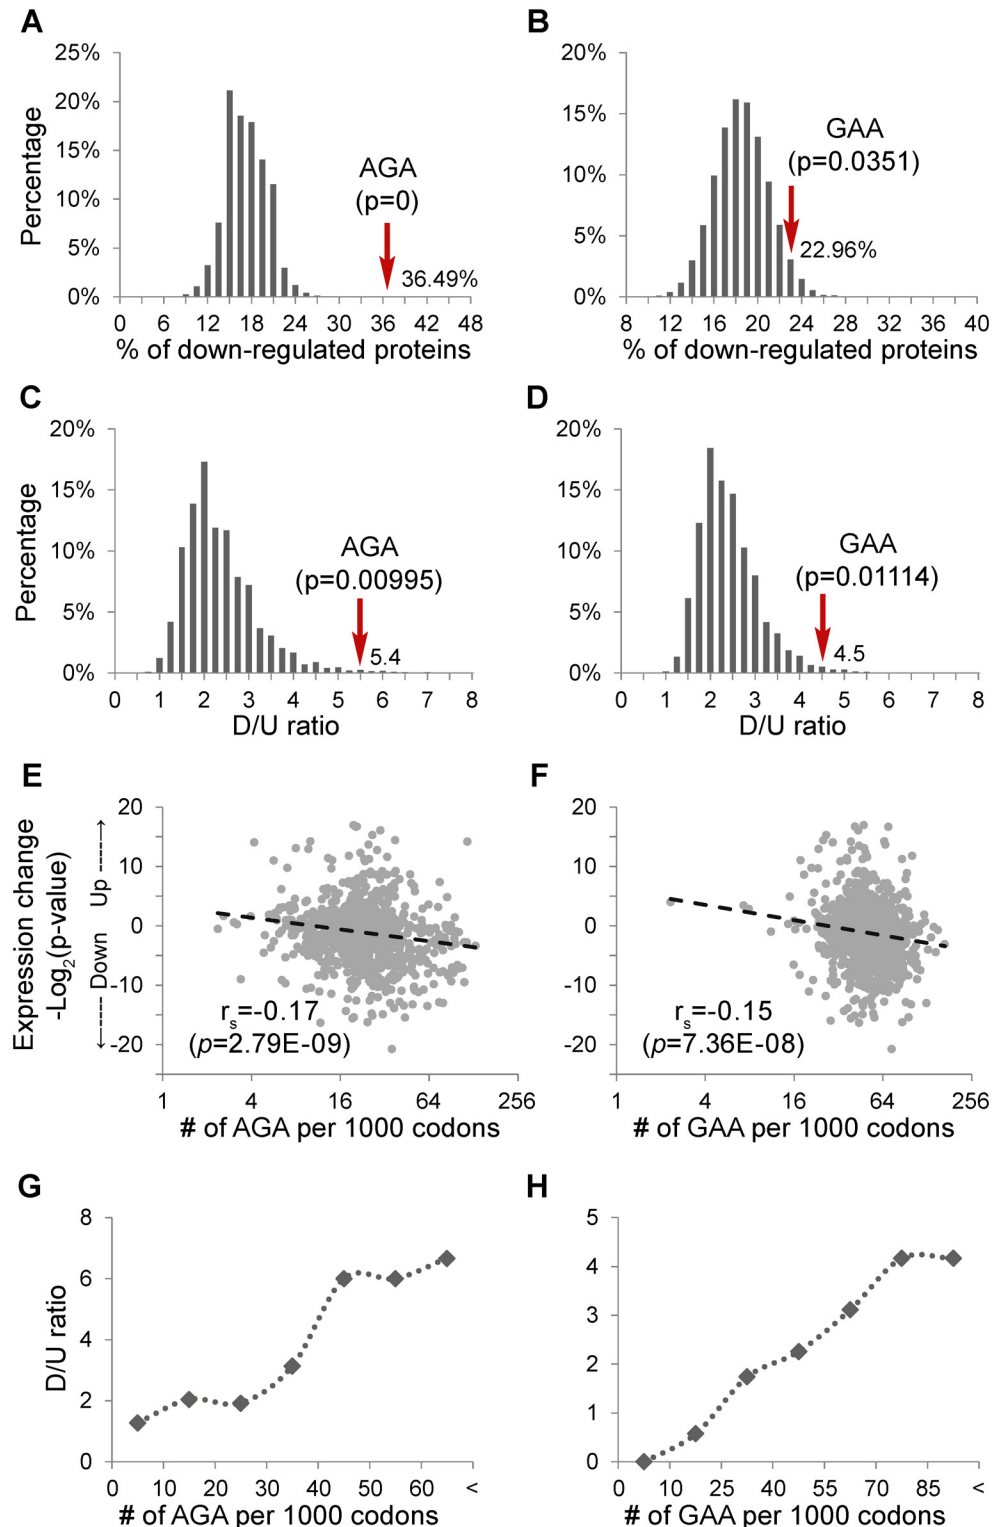 A
25%
20%
15%
10%
5%
0%
Percentage
AGA
(p=0)
36.49%
0 6 12 18 24 30 36 42 48
% of down-regulated proteins
B
20%
15%
10%
5%
0%
GAA
(p=0.0351)
22.96%
8 12 16 20 24 28 32 36 40
% of down-regulated proteins
C
20%
15%
10%
5%
0%
Percentage
AGA
(p=0.00995)
5.4
0 1 2 3 4 5 6 7 8
D/U ratio
D
20%
15%
10%
5%
0%
GAA
(p=0.01114)
4.5
0 1 2 3 4 5 6 7 8
D/U ratio
E
Expression change
-Log2(p-value)
<----- Down Up ----->
20
10
0
-10
-20
rs=-0.17
(p=2.79E-09)
1 4 16 64 256
# of AGA per 1000 codons
F
20
10
0
-10
-20
rs=-0.15
(p=7.36E-08)
1 4 16 64 256
# of GAA per 1000 codons
G
8
6
4
2
0
D/U ratio
0 10 20 30 40 50 60 <
# of AGA per 1000 codons
H
5
4
3
2
1
0
0 10 25 40 55 70 85 <
# of GAA per 1000 codons